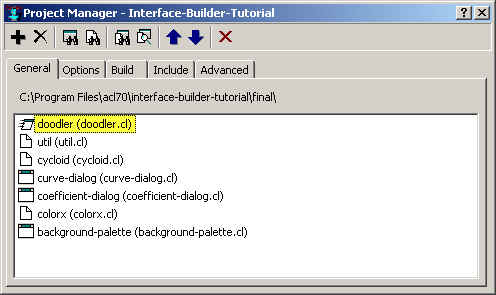 Project Manager - Interface-Builder-Tutorial
General Options Build Include Advanced
C:\Program Files\acl70\interface-builder-tutorial\final\
doodler (doodler.cl)
util (util.cl)
cycloid (cycloid.cl)
curve-dialog (curve-dialog.cl)
coefficient-dialog (coefficient-dialog.cl)
colorx (colorx.cl)
background-palette (background-palette.cl)